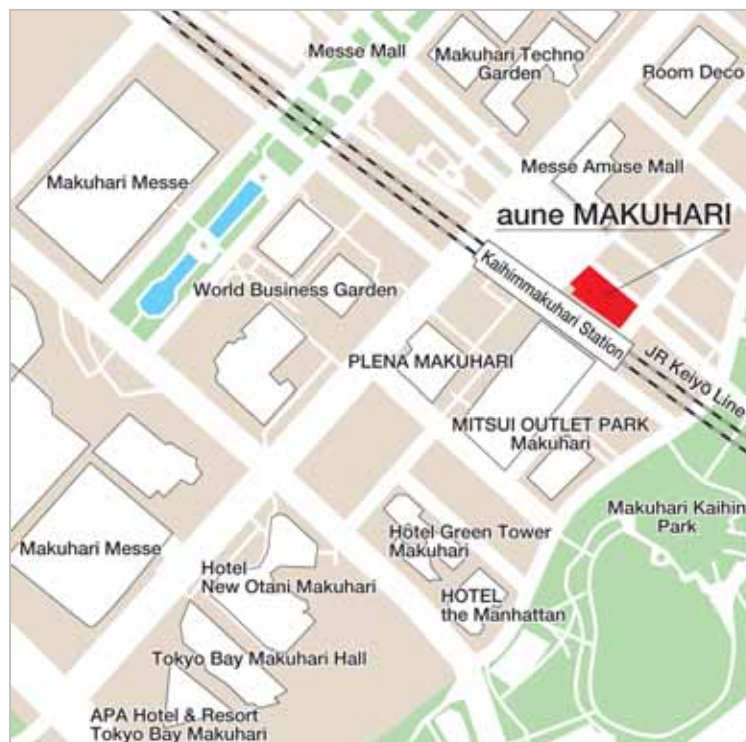 Messe Mall
Makuhari Techno
Garden
Room Deco
Makuhari Messe
Messe Amuse Mall
aune MAKUHARI
World Business Garden
Kaihimmakuhari Station
PLENA MAKUHARI
JR Keiyō Line
MITSUI OUTLET PARK
Makuhari
Makuhari Kaihin
Park
Makuhari Messe
Hôtel Green Tower
Makuhari
Hotel
New Otani Makuhari
HOTEL
the Manhattan
Tokyo Bay Makuhari Hall
APA Hotel & Resort
Tokyo Bay Makuhari